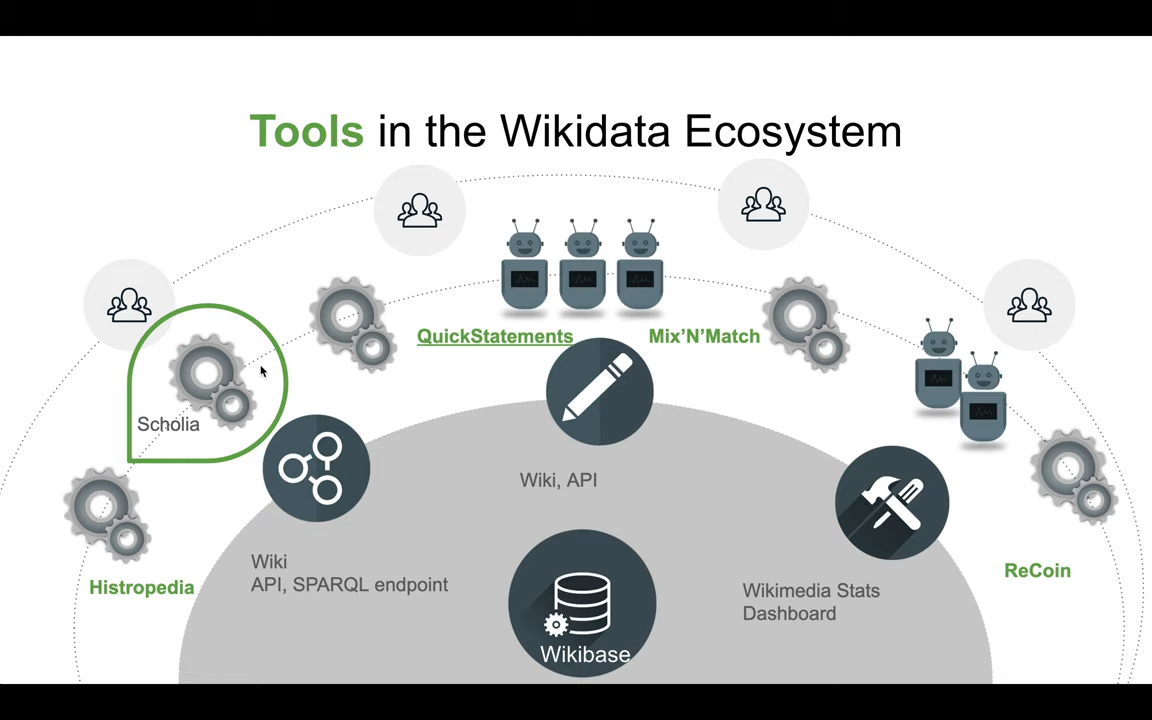 Tools in the Wikidata Ecosystem
QuickStatements
Mix’N’Match
Scholia
Wiki, API
Wiki
API, SPARQL endpoint
Histropedia
ReCoin
Wikimedia Stats
Dashboard
Wikibase